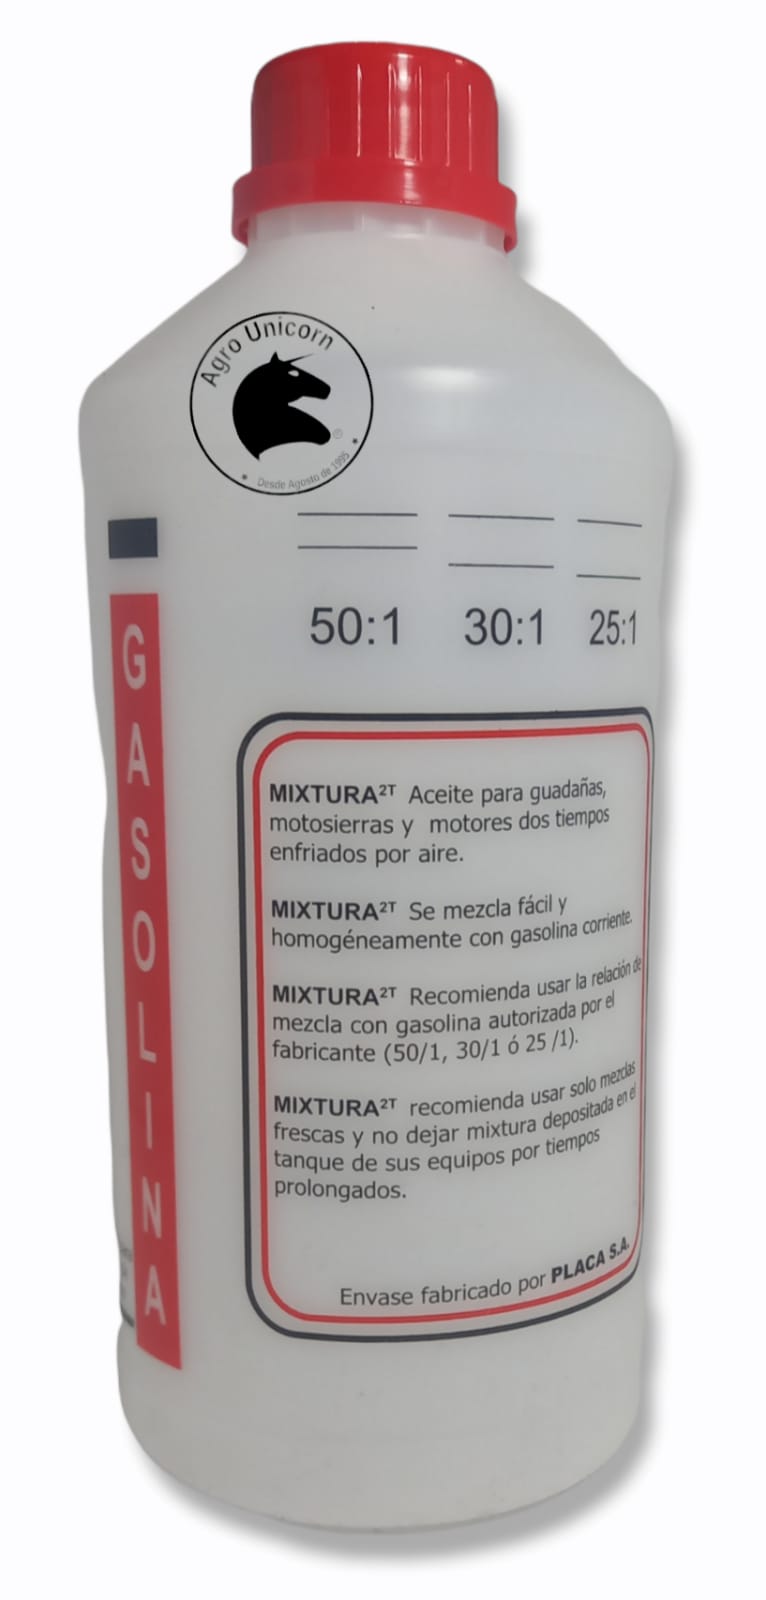 Agro Unicorn
®
Desde Agosto de 1995
50:1 30:1 25:1
GASOLINA
MIXTURA²ᵀ Aceite para guadañas,
motosierras y motores dos tiempos
enfriados por aire.
MIXTURA²ᵀ Se mezcla fácil y
homogéneamente con gasolina corriente.
MIXTURA²ᵀ Recomienda usar la relación de
mezcla con gasolina autorizada por el
fabricante (50/1, 30/1 ó 25 /1).
MIXTURA²ᵀ recomienda usar solo mezclas
frescas y no dejar mixtura depositada en el
tanque de sus equipos por tiempos
prolongados.
Envase fabricado por PLACA S.A.